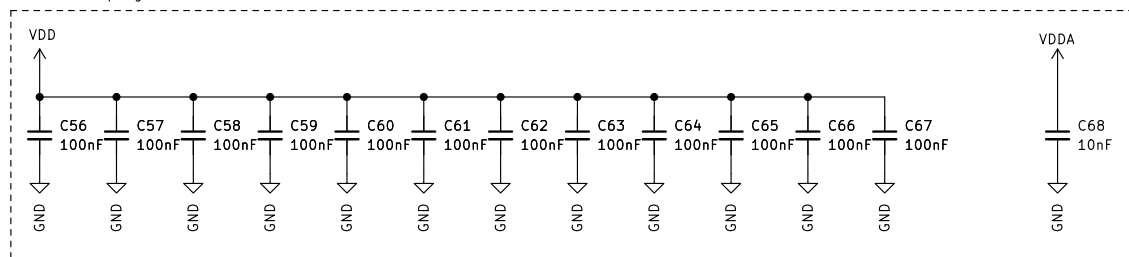 VDD
VDDA
C56 C57 C58 C59 C60 C61 C62 C63 C64 C65 C66 C67 C68
100nF 100nF 100nF 100nF 100nF 100nF 100nF 100nF 100nF 100nF 100nF 100nF 10nF
GND GND GND GND GND GND GND GND GND GND GND GND GND